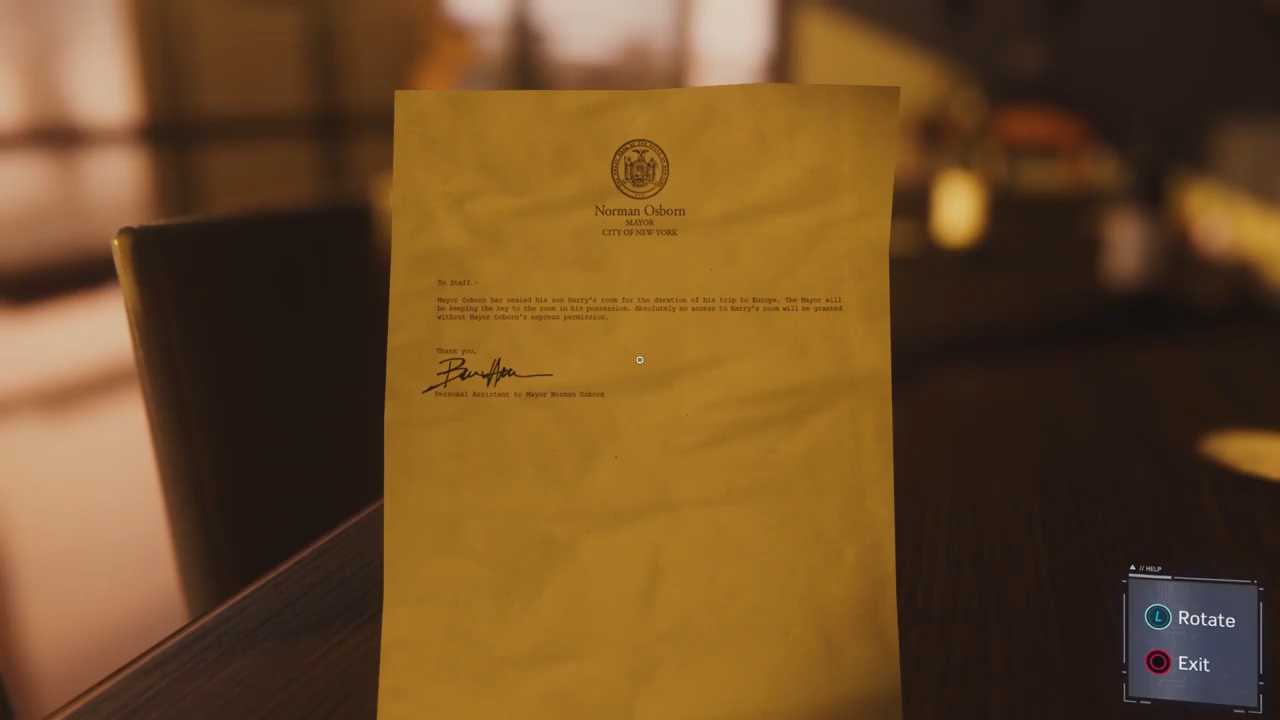 Norman Osborn
MAYOR
CITY OF NEW YORK
To Staff-
Mayor Osborn has sealed his son Harry's room for the duration of his trip to Europe. The Mayor will
be keeping the key to the room in his possession. Absolutely no access to Harry's room will be granted
without Mayor Osborn's express permission.
Thank you,
Personal Assistant to Mayor Norman Osborn
// HELP
L Rotate
Exit